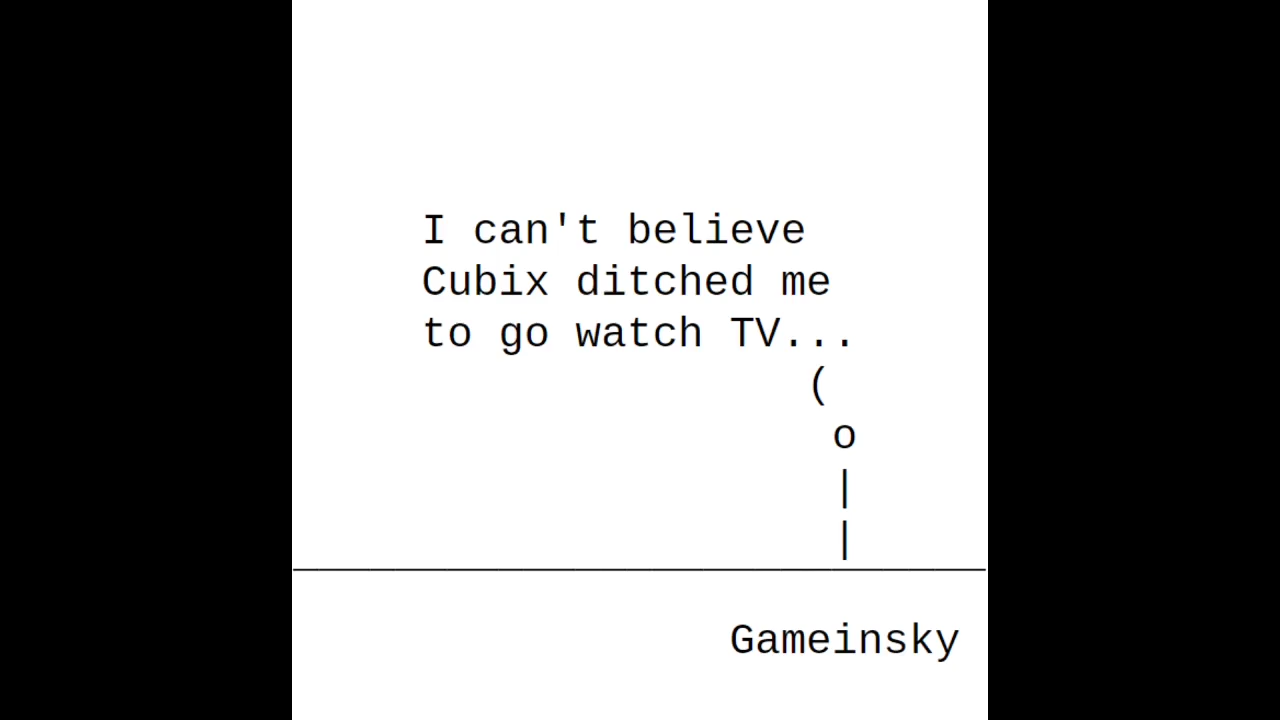 I can't believe
Cubix ditched me
to go watch TV...
(
o
|
|
Gameinsky